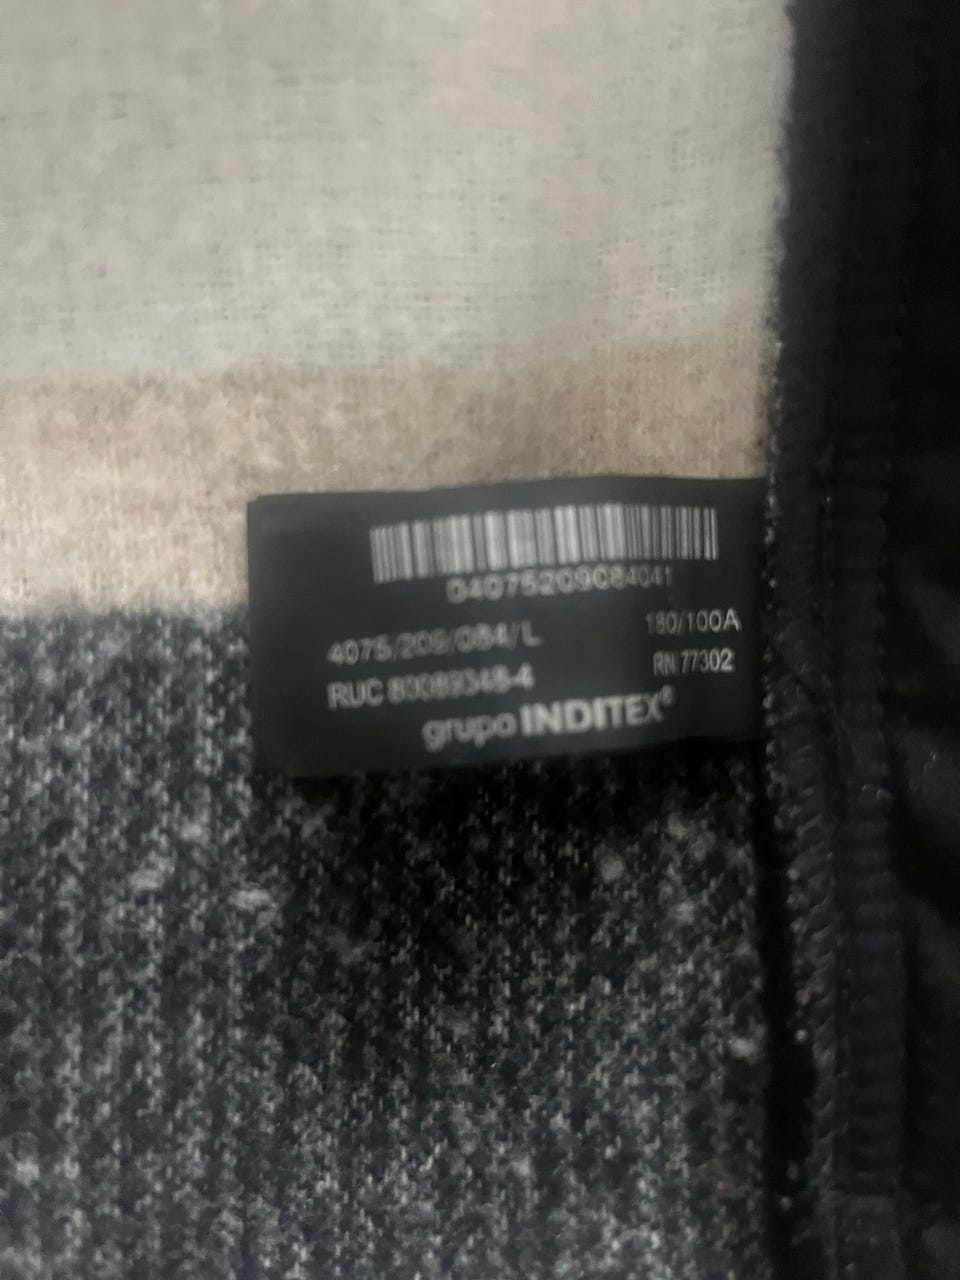 04075209084041
4075/209/084/L 180/100A
RUC 80089348-4 RN 77302
grupo INDITEX®